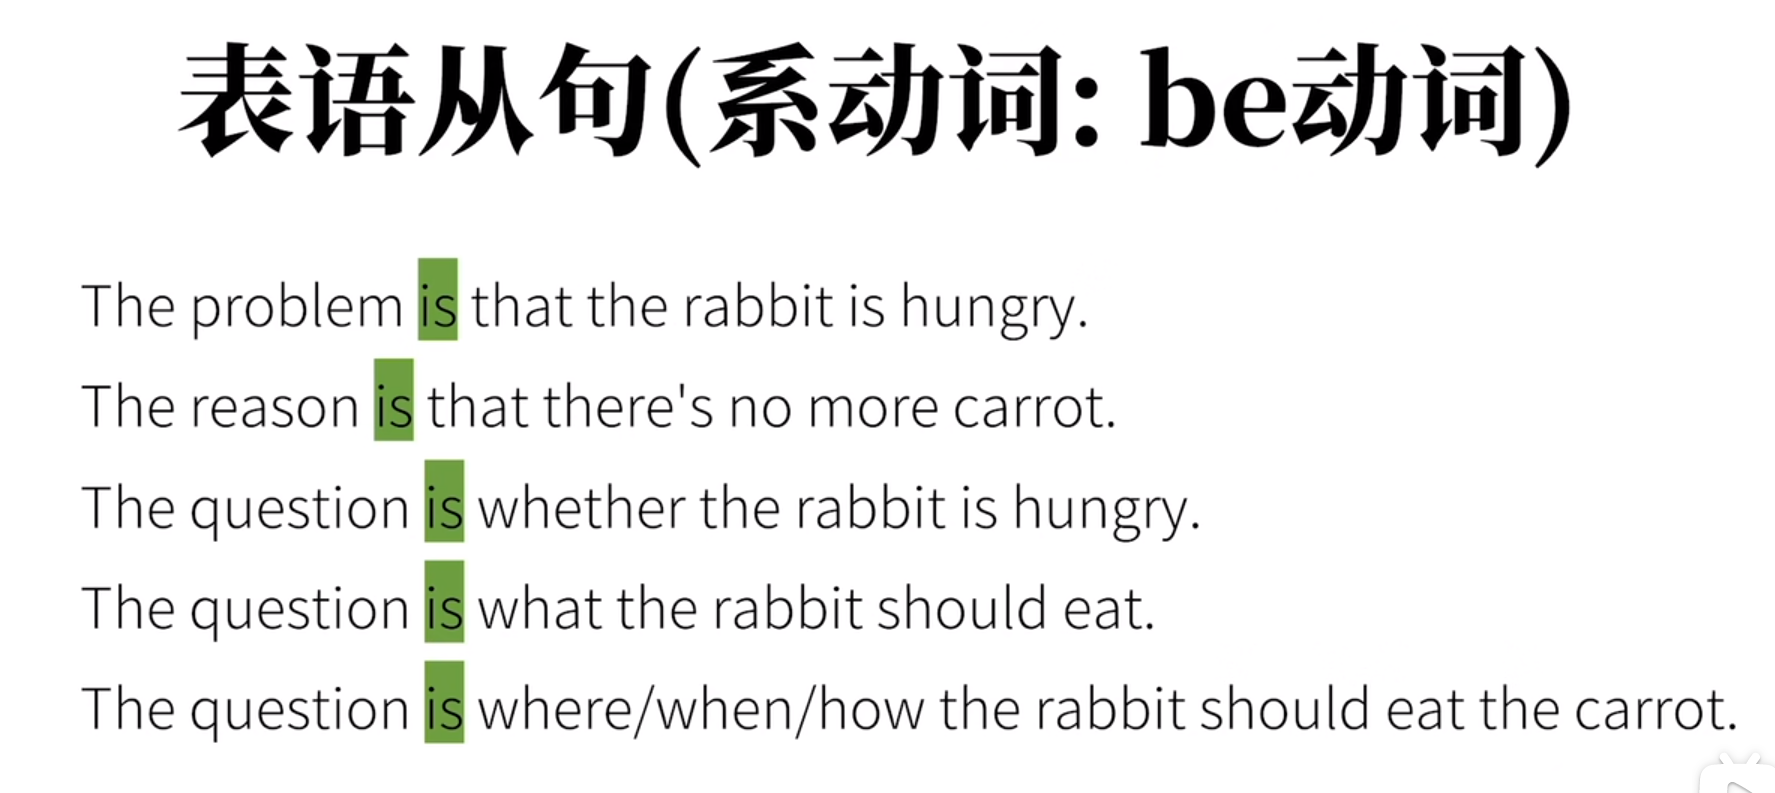 表语从句(系动词: be动词)
The problem is that the rabbit is hungry.
The reason is that there's no more carrot.
The question is whether the rabbit is hungry.
The question is what the rabbit should eat.
The question is where/when/how the rabbit should eat the carrot.